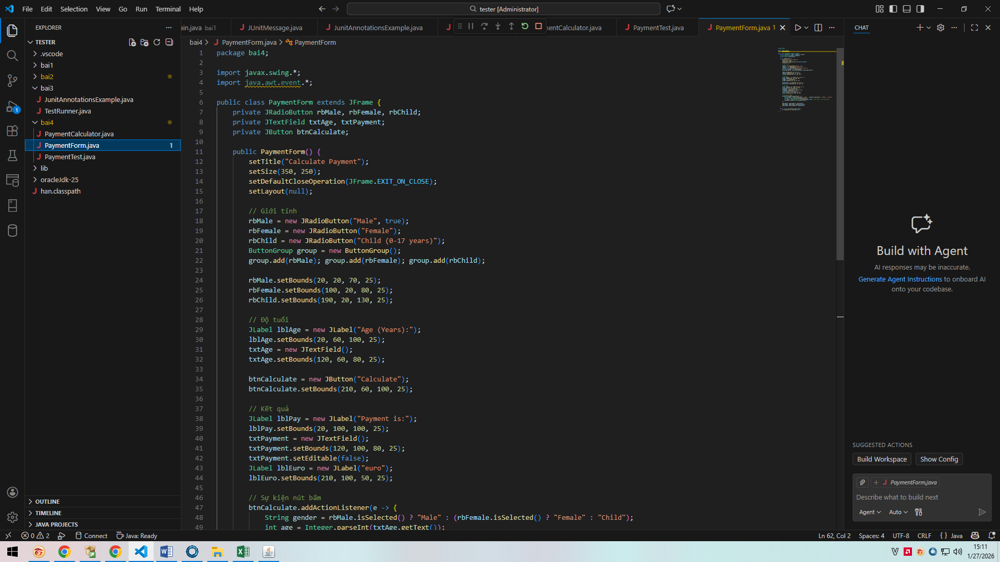 File Edit Selection View Go Run Terminal Help
tester [Administrator]
EXPLORER
TESTER
.vscode
bai1
bai2
bai3
JunitAnnotationsExample.java
TestRunner.java
bai4
PaymentCalculator.java
PaymentForm.java 1
PaymentTest.java
lib
oracleJdk-25
han.classpath
OUTLINE
TIMELINE
JAVA PROJECTS
ain.java bai1
JUnitMessage.java
JUnitAnnotationsExample.java
entCalculator.java
PaymentTest.java
PaymentForm.java 1
bai4 > PaymentForm.java > PaymentForm
1 package bai4;
2
3 import javax.swing.*;
4 import java.awt.event.*;
5
6 public class PaymentForm extends JFrame {
7 private JRadioButton rbMale, rbFemale, rbChild;
8 private JTextField txtAge, txtPayment;
9 private JButton btnCalculate;
10
11 public PaymentForm() {
12 setTitle("Calculate Payment");
13 setSize(350, 250);
14 setDefaultCloseOperation(JFrame.EXIT_ON_CLOSE);
15 setLayout(null);
16
17 // Giới tính
18 rbMale = new JRadioButton("Male", true);
19 rbFemale = new JRadioButton("Female");
20 rbChild = new JRadioButton("Child (0-17 years)");
21 ButtonGroup group = new ButtonGroup();
22 group.add(rbMale); group.add(rbFemale); group.add(rbChild);
23
24 rbMale.setBounds(20, 20, 70, 25);
25 rbFemale.setBounds(100, 20, 80, 25);
26 rbChild.setBounds(190, 20, 130, 25);
27
28 // Độ tuổi
29 JLabel lblAge = new JLabel("Age (Years):");
30 lblAge.setBounds(20, 60, 100, 25);
31 txtAge = new JTextField();
32 txtAge.setBounds(120, 60, 80, 25);
33
34 btnCalculate = new JButton("Calculate");
35 btnCalculate.setBounds(210, 60, 100, 25);
36
37 // Kết quả
38 JLabel lblPay = new JLabel("Payment is:");
39 lblPay.setBounds(20, 100, 100, 25);
40 txtPayment = new JTextField();
41 txtPayment.setBounds(120, 100, 80, 25);
42 txtPayment.setEditable(false);
43 JLabel lblEuro = new JLabel("euro");
44 lblEuro.setBounds(210, 100, 50, 25);
45
46 // Sự kiện nút bấm
47 btnCalculate.addActionListener(e -> {
48 String gender = rbMale.isSelected() ? "Male" : (rbFemale.isSelected() ? "Female" : "Child");
49 int age = Integer.parseInt(txtAge.getText());
CHAT
Build with Agent
AI responses may be inaccurate.
Generate Agent Instructions to onboard AI
onto your codebase.
SUGGESTED ACTIONS
Build Workspace Show Config
PaymentForm.java
Describe what to build next
Agent Auto
0 2 Connect Java: Ready
Ln 62, Col 2 Spaces: 4 UTF-8 CRLF { } Java
15:11
1/27/2026